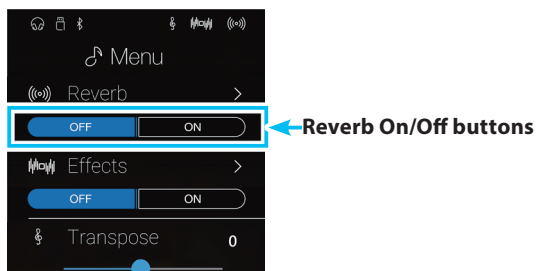 Menu
Reverb
OFF ON
Reverb On/Off buttons
Effects
OFF ON
Transpose 0